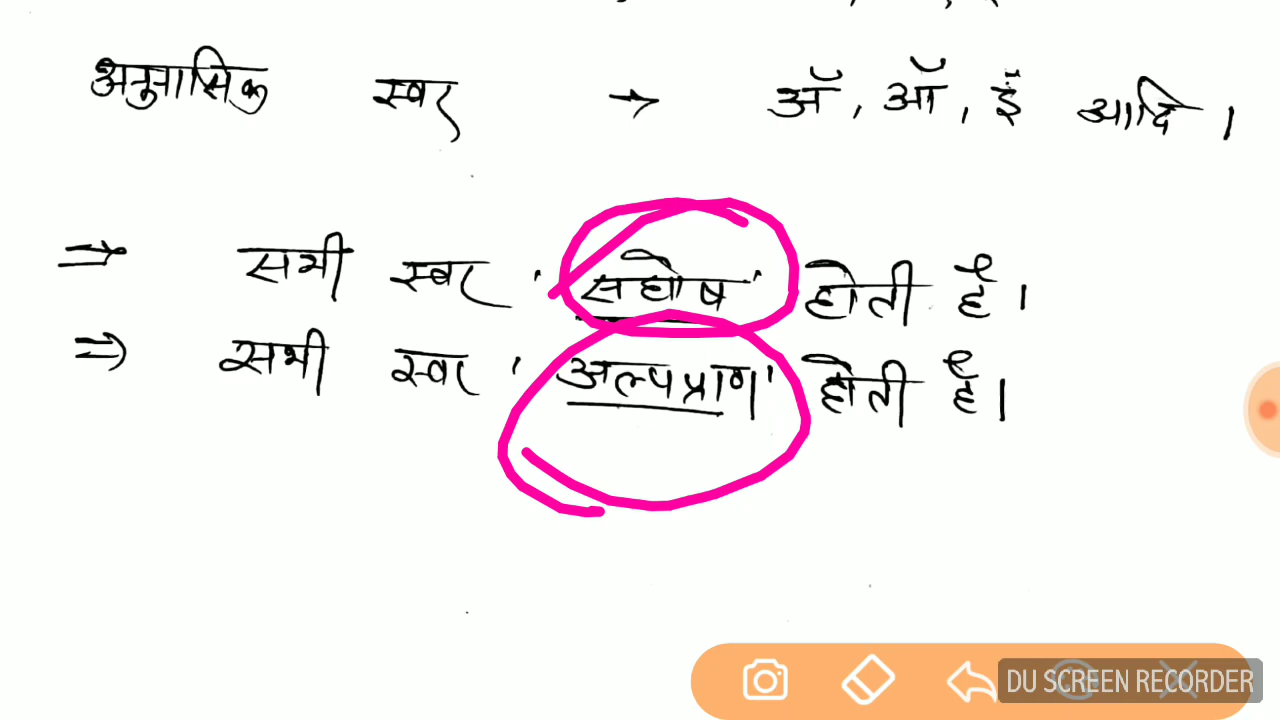 अनुनासिक स्वर → अँ, आँ, इँ आदि ।
⇒ सभी स्वर 'सघोष' होती है ।
⇒ सभी स्वर 'अल्पप्राण' होती है ।
DU SCREEN RECORDER